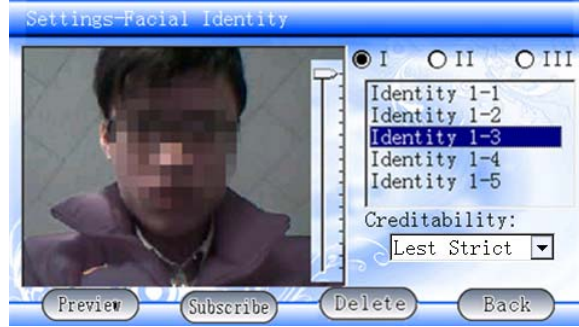 Settings-Facial Identity
I II III
Identity 1-1
Identity 1-2
Identity 1-3
Identity 1-4
Identity 1-5
Creditability:
Lest Strict
Preview Subscribe Delete Back